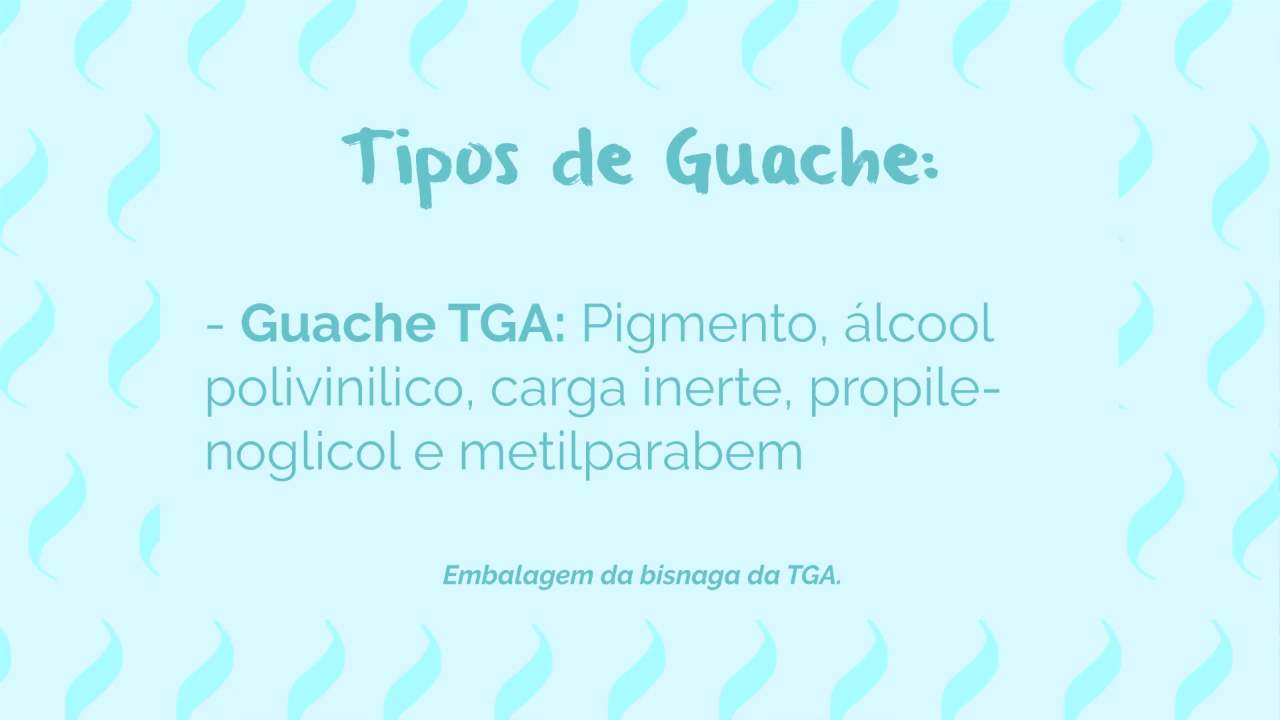 Tipos de Guache:
- Guache TGA: Pigmento, álcool
polivinilico, carga inerte, propile-
noglicol e metilparabem
Embalagem da bisnaga da TGA.